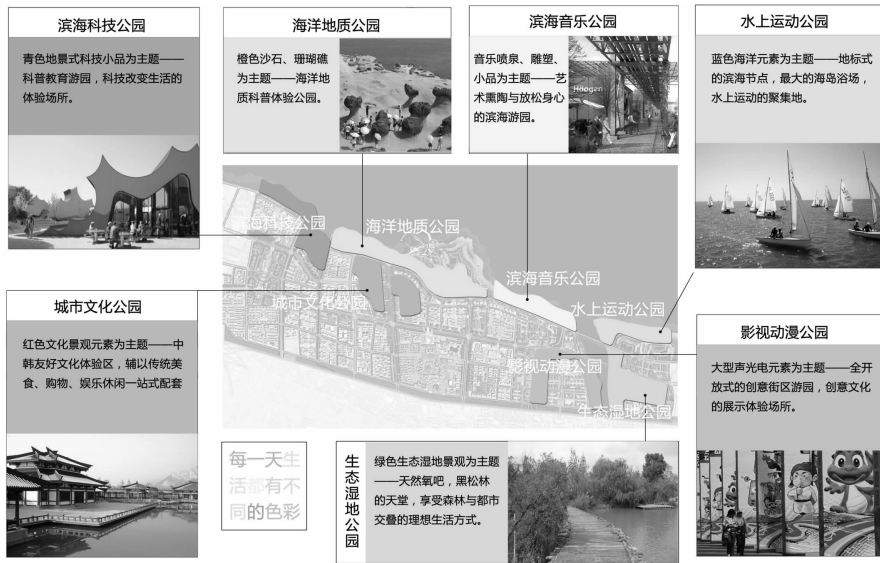 滨海科技公园
青色地景式科技小品为主题——
科普教育游园，科技改变生活的
体验场所。
海洋地质公园
橙色沙石、珊瑚礁
为主题——海洋地
质科普体验公园。
滨海音乐公园
音乐喷泉、雕塑、
小品为主题——艺
术熏陶与放松身心
的滨海游园。
Häagen
水上运动公园
蓝色海洋元素为主题——地标式
的滨海节点，最大的海岛浴场，
水上运动的聚集地。
海科技公园
海洋地质公园
滨海音乐公园
水上运动公园
城市文化公园
影视动漫公园
生态湿地公园
城市文化公园
红色文化景观元素为主题——中
韩友好文化体验区，辅以传统美
食、购物、娱乐休闲一站式配套
影视动漫公园
大型声光电元素为主题——全开
放式的创意街区游园，创意文化
的展示体验场所。
每一天生
活都有不
同的色彩
生态湿地公园
绿色生态湿地景观为主题
——天然氧吧，黑松林
的天堂，享受森林与都市
交叠的理想生活方式。